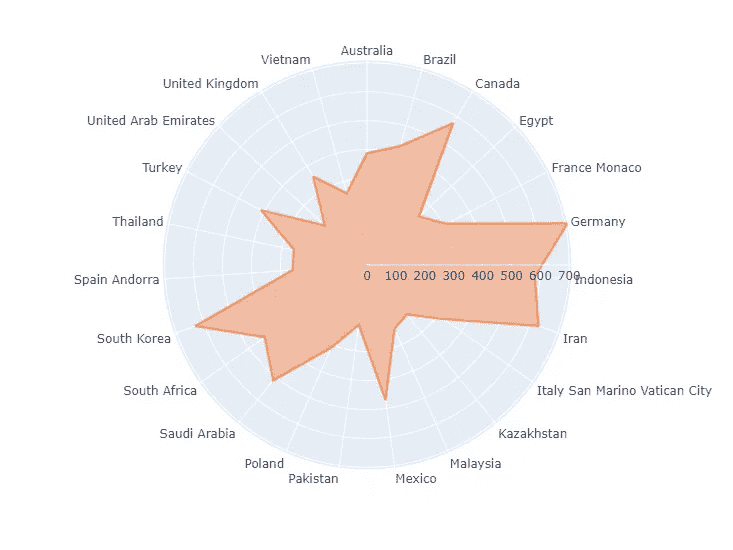 Australia
Vietnam
Brazil
United Kingdom
Canada
United Arab Emirates
Egypt
Turkey
France Monaco
Thailand
Germany
Spain Andorra
0 100 200 300 400 500 600 700
Indonesia
South Korea
Iran
South Africa
Italy San Marino Vatican City
Saudi Arabia
Kazakhstan
Poland
Malaysia
Pakistan
Mexico